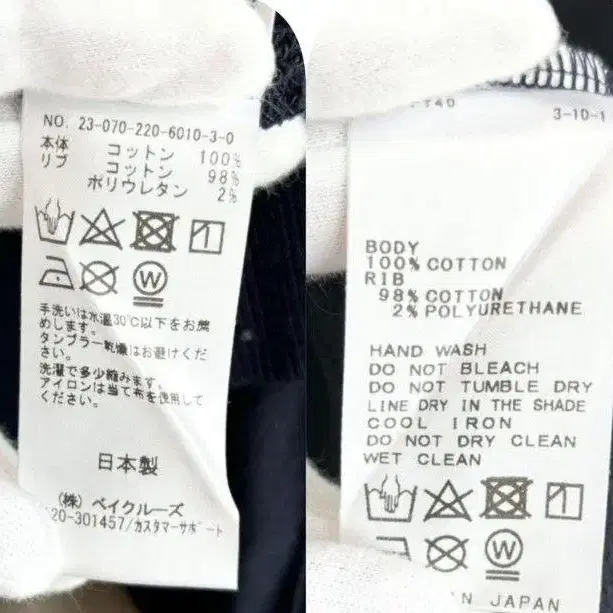 NO. 23-070-220-6010-3-0
本体 コットン 100%
リブ コットン 98%
ポリウレタン 2%
W
手洗いは水温30℃以下をお薦
めします。
タンブラー乾燥はお避けくだ
さい。
洗濯で多少縮みます。
アイロンは当て布を使用して
ください。
日本製
(株) ベイクルーズ
20-301457/カスタマーサポート
T40
3-10-1
BODY
100% COTTON
RIB
98% COTTON
2% POLYURETHANE
HAND WASH
DO NOT BLEACH
DO NOT TUMBLE DRY
LINE DRY IN THE SHADE
COOL IRON
DO NOT DRY CLEAN
WET CLEAN
W
JAPAN